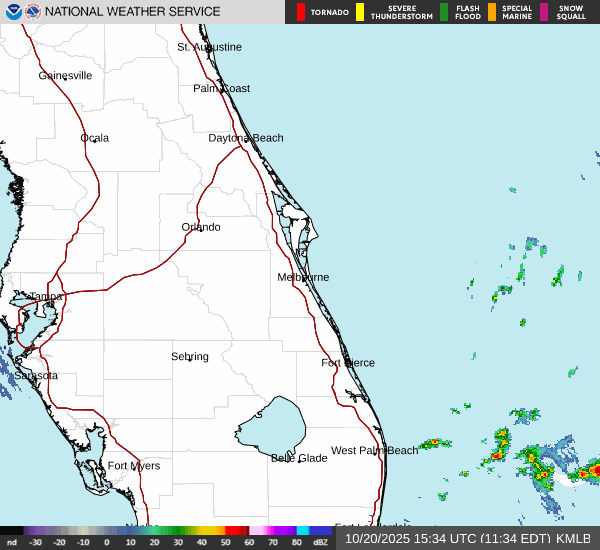 NATIONAL WEATHER SERVICE
TORNADO
SEVERE
THUNDERSTORM
FLASH
FLOOD
SPECIAL
MARINE
SNOW
SQUALL
St. Augustine
Gainesville
Palm Coast
Ocala
Daytona Beach
Orlando
Melbourne
Tampa
Sebring
Fort Pierce
Sarasota
West Palm Beach
Belle Glade
Fort Myers
nd -30 -20 -10 0 10 20 30 40 50 60 70 80 dBZ
10/20/2025 15:34 UTC (11:34 EDT) KMLB